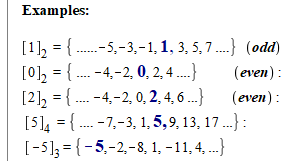 Examples:
[1]₂ = { ......–5,–3,–1, 1, 3, 5, 7 ....} (odd)
[0]₂ = { .... –4,–2, 0, 2, 4 ....} (even) :
[2]₂ = { .... –4,–2, 0, 2, 4, 6 ...} (even) :
[5]₄ = { .... –7,–3, 1, 5, 9, 13, 17 ...} :
[–5]₃ = { –5,–2,–8, 1, –11, 4, ...}